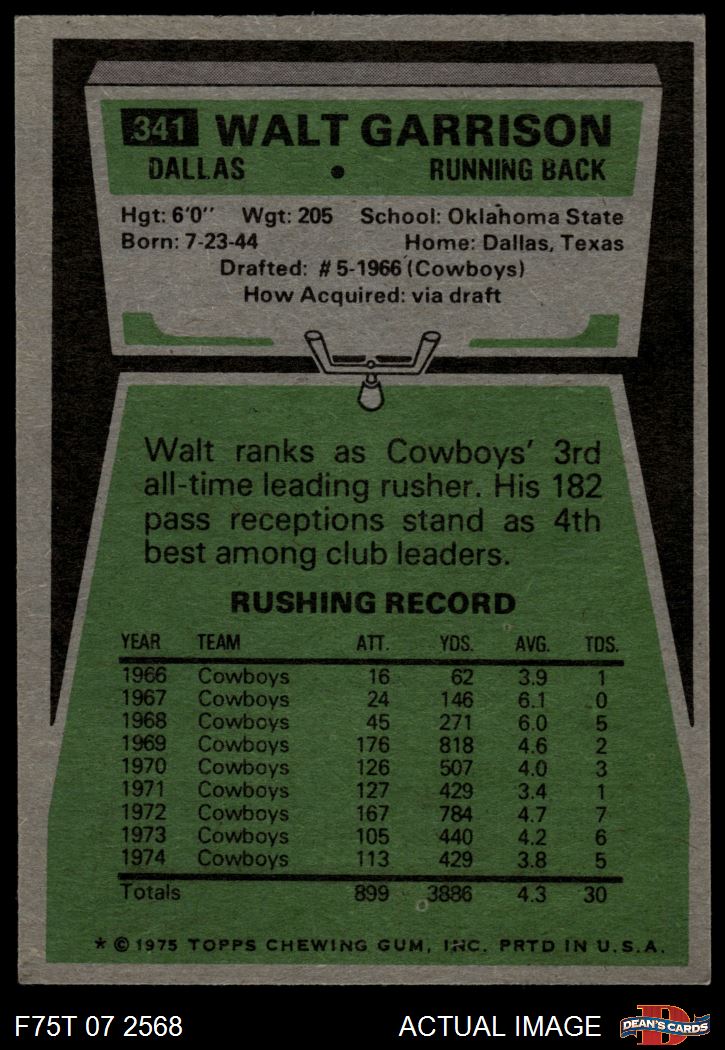 341 WALT GARRISON
DALLAS • RUNNING BACK
Hgt: 6'0" Wgt: 205 School: Oklahoma State
Born: 7-23-44 Home: Dallas, Texas
Drafted: #5-1966 (Cowboys)
How Acquired: via draft
Walt ranks as Cowboys' 3rd
all-time leading rusher. His 182
pass receptions stand as 4th
best among club leaders.
RUSHING RECORD
YEAR TEAM ATT. YDS. AVG. TDS.
1966 Cowboys 16 62 3.9 1
1967 Cowboys 24 146 6.1 0
1968 Cowboys 45 271 6.0 5
1969 Cowboys 176 818 4.6 2
1970 Cowboys 126 507 4.0 3
1971 Cowboys 127 429 3.4 1
1972 Cowboys 167 784 4.7 7
1973 Cowboys 105 440 4.2 6
1974 Cowboys 113 429 3.8 5
Totals 899 3886 4.3 30
* © 1975 TOPPS CHEWING GUM, INC. PRTD IN U.S.A.
F75T 07 2568 ACTUAL IMAGE D DEAN'S CARDS